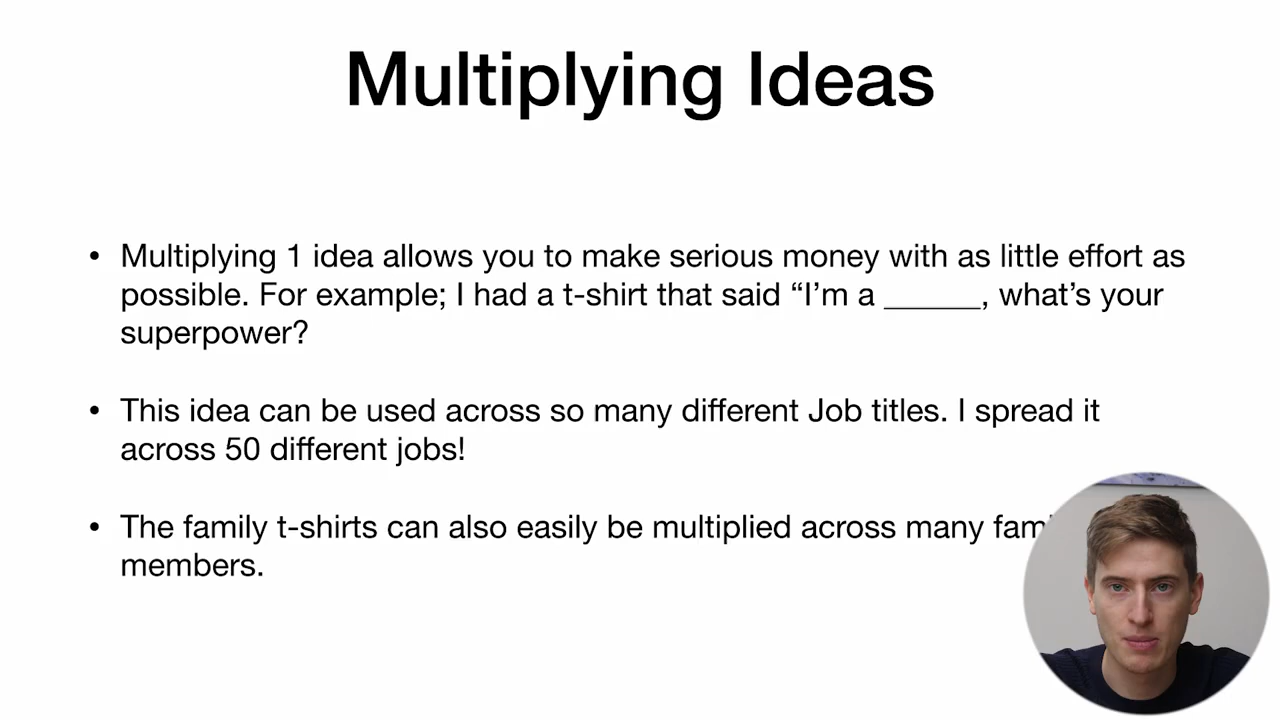 Multiplying Ideas
• Multiplying 1 idea allows you to make serious money with as little effort as
possible. For example; I had a t-shirt that said “I’m a ______, what’s your
superpower?
• This idea can be used across so many different Job titles. I spread it
across 50 different jobs!
• The family t-shirts can also easily be multiplied across many
members.